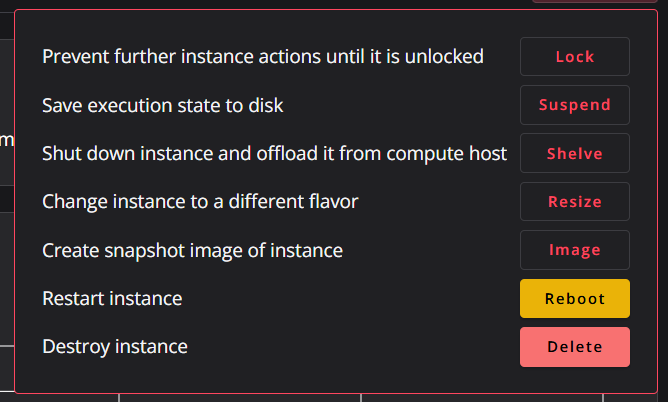 Prevent further instance actions until it is unlocked Lock
Save execution state to disk Suspend
Shut down instance and offload it from compute host Shelve
Change instance to a different flavor Resize
Create snapshot image of instance Image
Restart instance Reboot
Destroy instance Delete